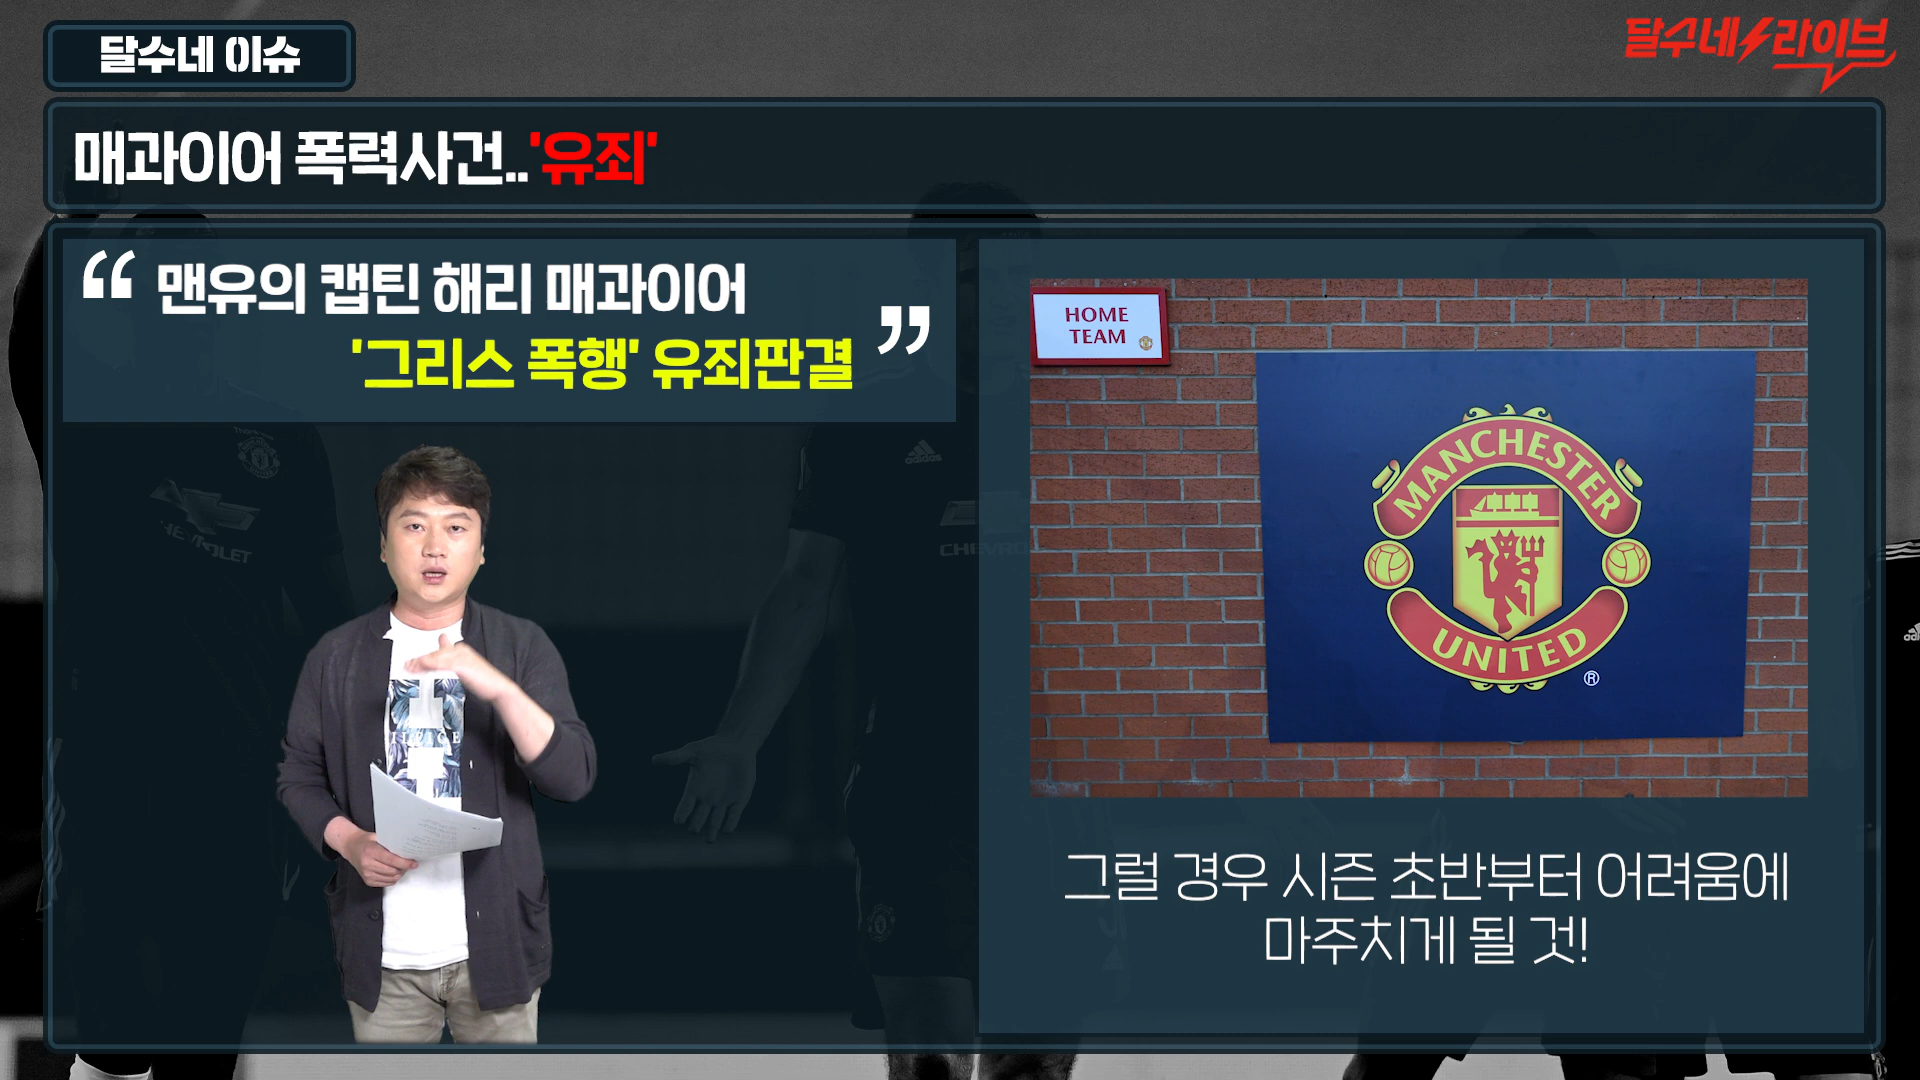 달수네 이슈
달수네 라이브
매과이어 폭력사건.. '유죄'
“ 맨유의 캡틴 해리 매과이어
'그리스 폭행' 유죄판결 ”
HOME
TEAM
MANCHESTER
UNITED
®
adidas
CHEVROLET
CHEVRO
그럴 경우 시즌 초반부터 어려움에
마주치게 될 것!